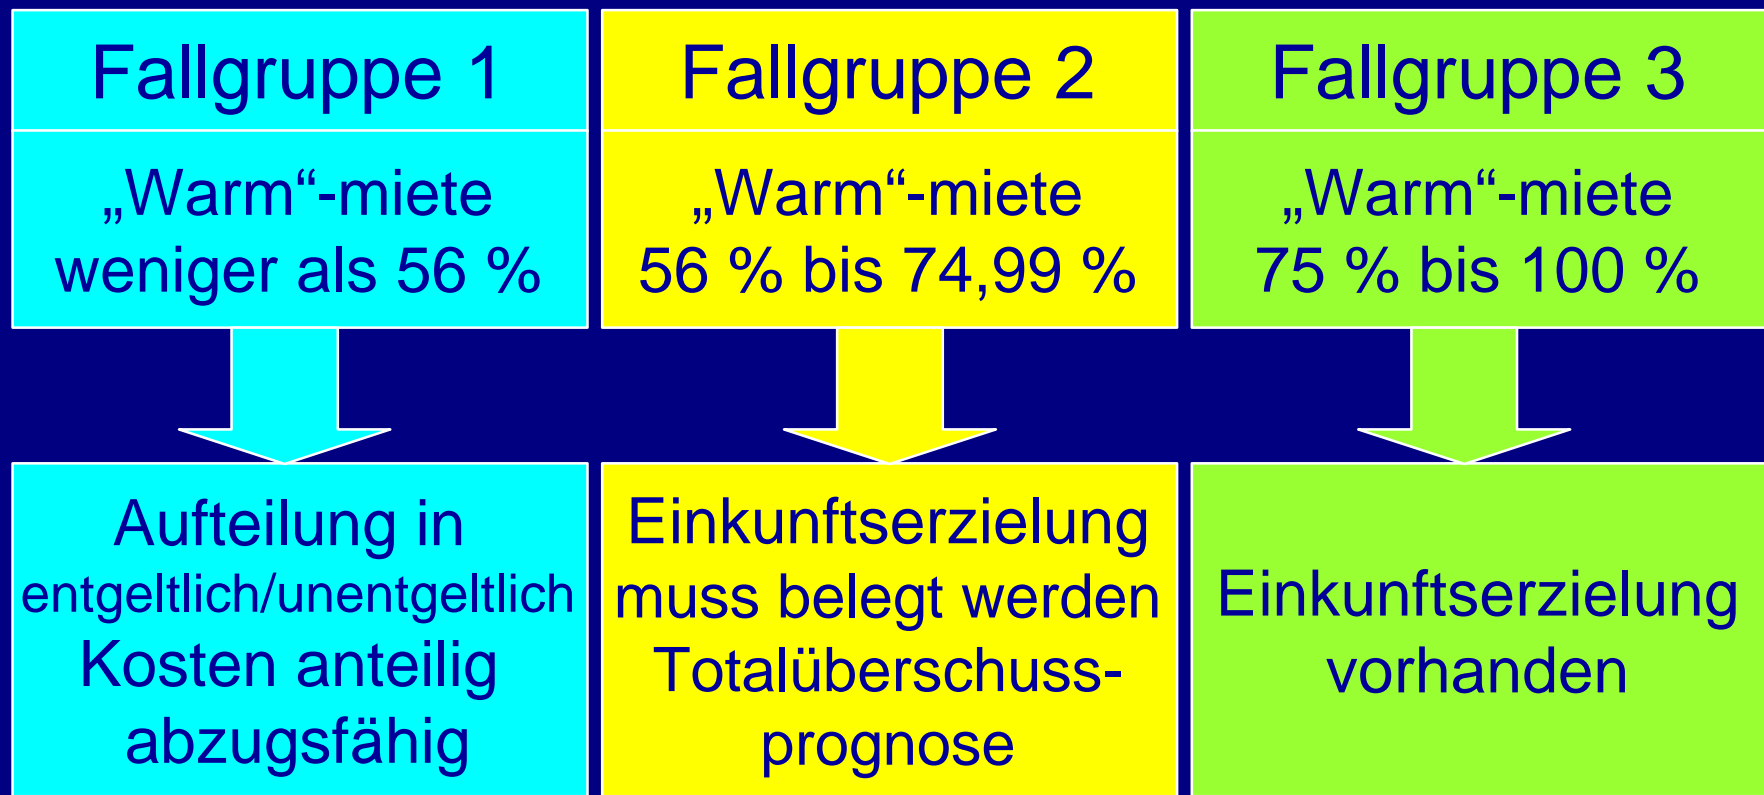 Fallgruppe 1
„Warm“-miete
weniger als 56 %
Aufteilung in
entgeltlich/unentgeltlich
Kosten anteilig
abzugsfähig
Fallgruppe 2
„Warm“-miete
56 % bis 74,99 %
Einkunftserzielung
muss belegt werden
Totalüberschuss-
prognose
Fallgruppe 3
„Warm“-miete
75 % bis 100 %
Einkunftserzielung
vorhanden